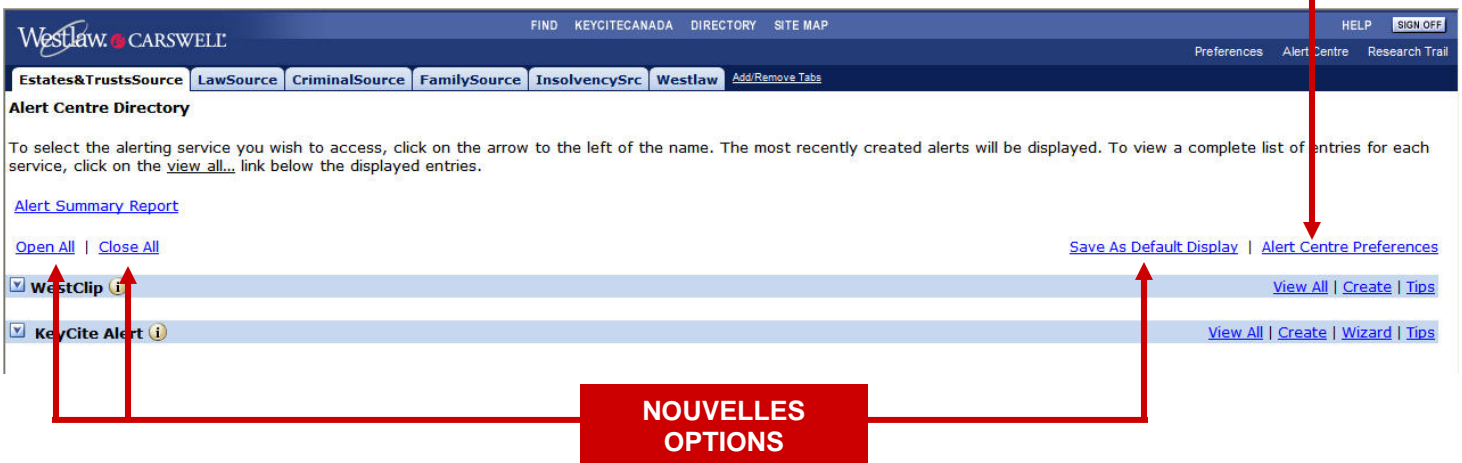 Westlaw. CARSWELL
FIND KEYCITECANADA DIRECTORY SITE MAP
HELP SIGN OFF
Preferences Alert Centre Research Trail
Estates&TrustsSource LawSource CriminalSource FamilySource InsolvencySrc Westlaw Add/Remove Tabs
Alert Centre Directory
To select the alerting service you wish to access, click on the arrow to the left of the name. The most recently created alerts will be displayed. To view a complete list of entries for each
service, click on the view all... link below the displayed entries.
Alert Summary Report
Open All | Close All
Save As Default Display | Alert Centre Preferences
WestClip i
View All | Create | Tips
KeyCite Alert i
View All | Create | Wizard | Tips
NOUVELLES
OPTIONS